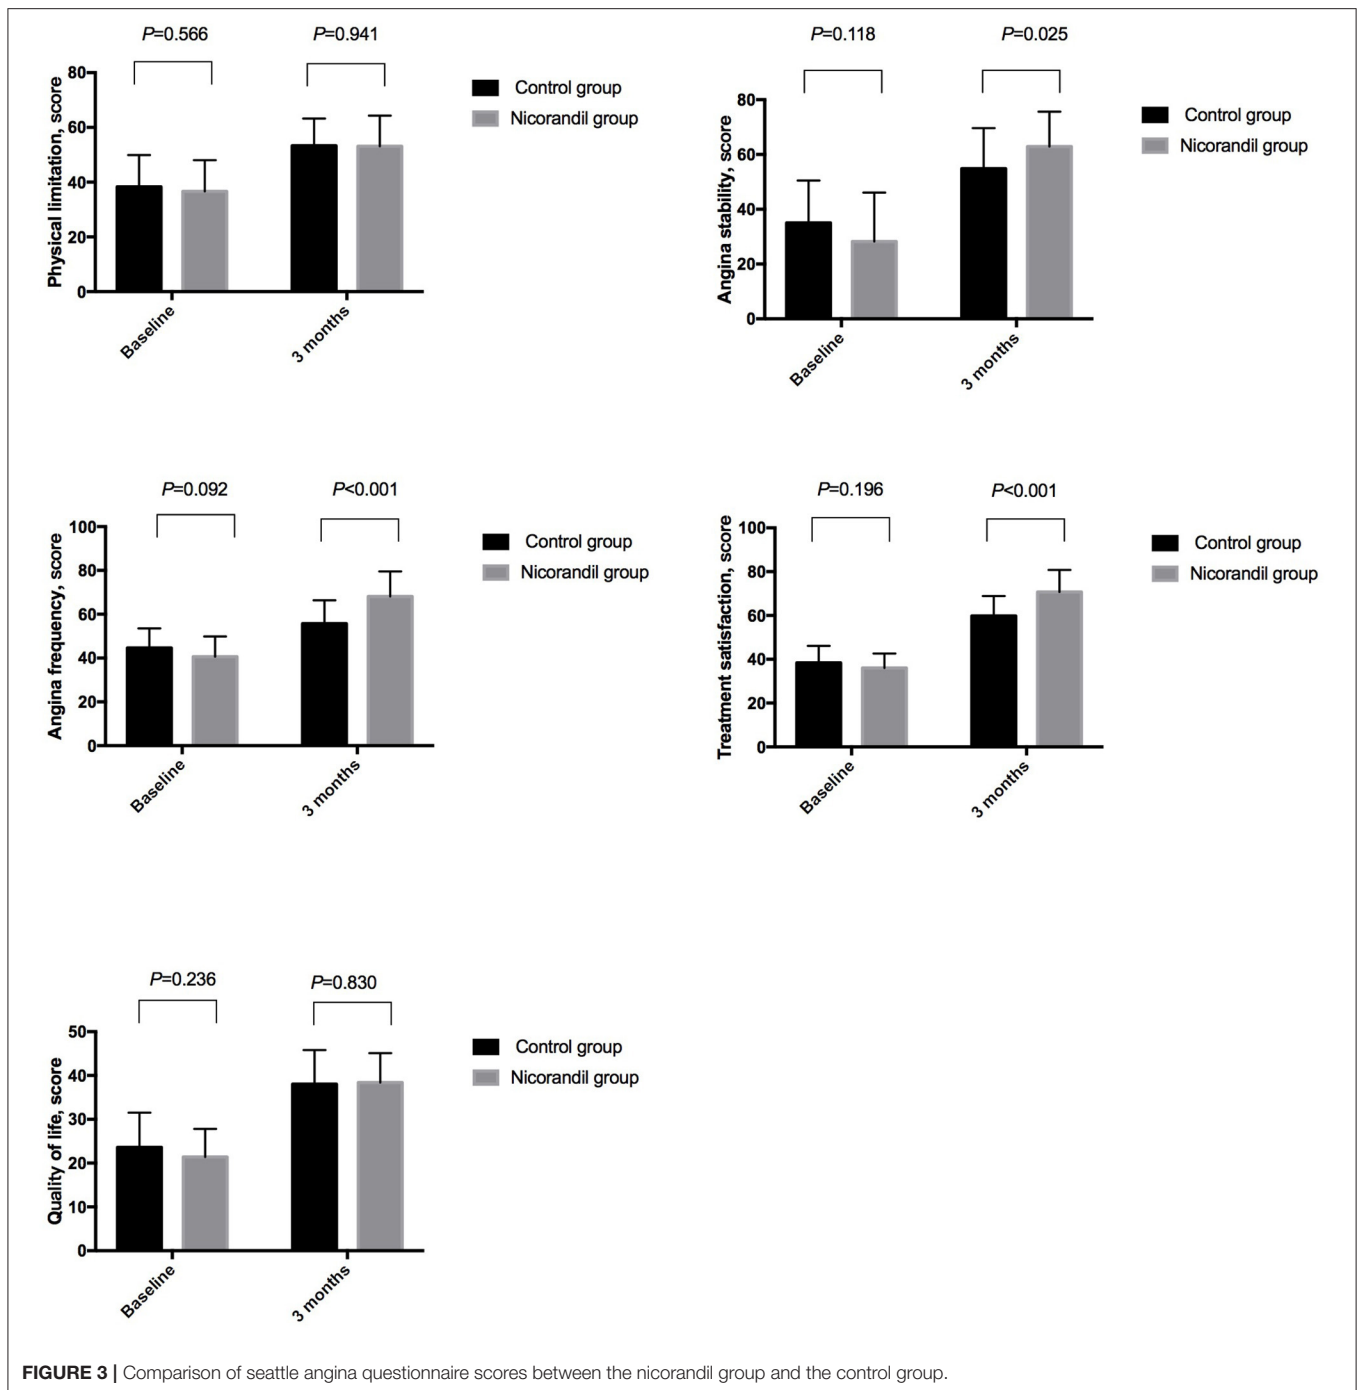 P=0.566
P=0.941
Physical limitation, score
80
60
40
20
0
Baseline
3 months
Control group
Nicorandil group
P=0.118
P=0.025
Angina stability, score
80
60
40
20
0
Baseline
3 months
Control group
Nicorandil group
P=0.092
P<0.001
Angina frequency, score
100
80
60
40
20
0
Baseline
3 months
Control group
Nicorandil group
P=0.196
P<0.001
Treatment satisfaction, score
100
80
60
40
20
0
Baseline
3 months
Control group
Nicorandil group
P=0.236
P=0.830
Quality of life, score
50
40
30
20
10
0
Baseline
3 months
Control group
Nicorandil group
FIGURE 3 | Comparison of seattle angina questionnaire scores between the nicorandil group and the control group.